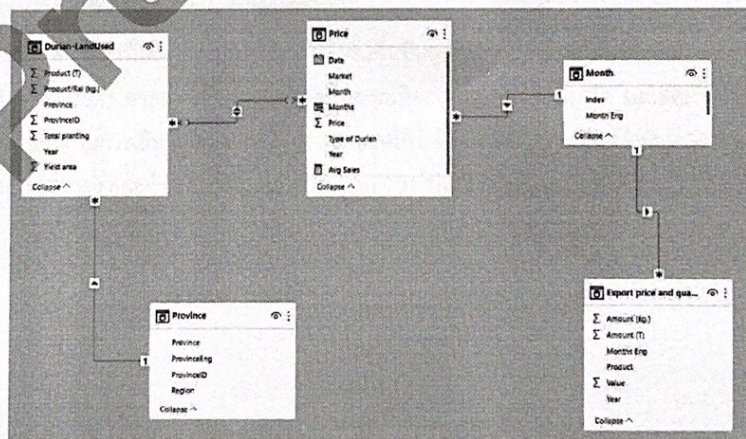 Pr
Durian-LandUsed
Product (T)
Product/Rai (kg.)
Province
ProvinceID
Total planting
Year
Yield area
Collapse
Price
Date
Market
Month
Months
Price
Type of Durian
Year
Avg Sales
Collapse
Month
Index
Month Eng
Collapse
Province
Province
ProvinceEng
ProvinceID
Region
Collapse
Export price and qua...
Amount (kg.)
Amount (T)
Months Eng
Product
Value
Year
Collapse
*
*
*
1
1
*
*
1